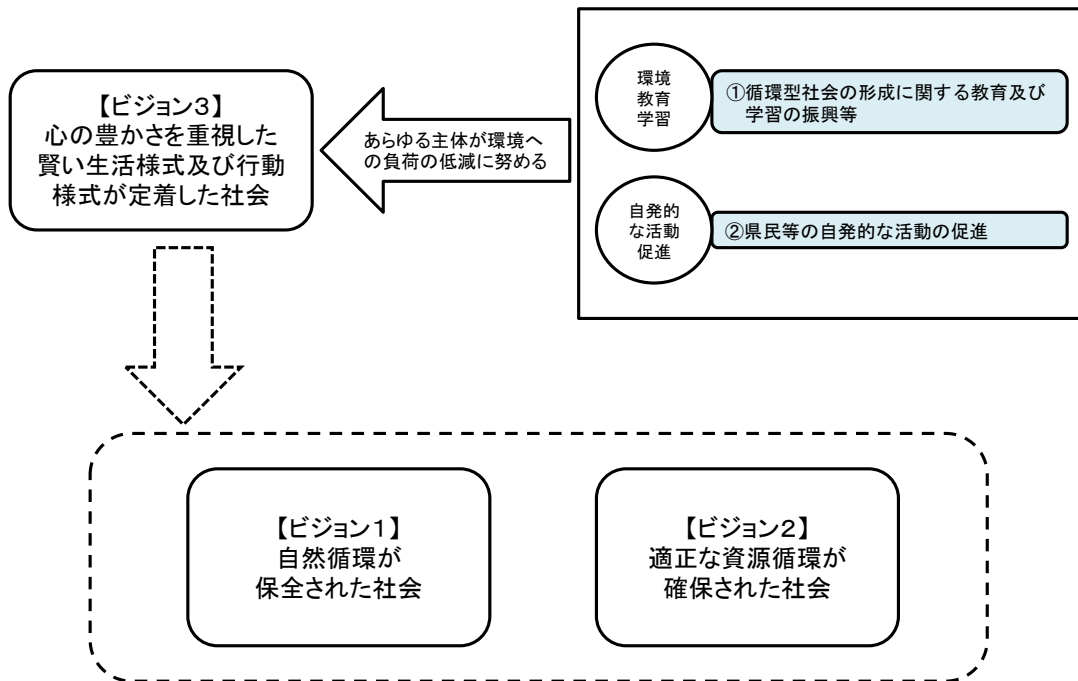 環境
教育
学習
①循環型社会の形成に関する教育及び
学習の振興等
【ビジョン3】
心の豊かさを重視した
賢い生活様式及び行動
様式が定着した社会
あらゆる主体が環境へ
の負荷の低減に努める
自発的
な活動
促進
②県民等の自発的な活動の促進
【ビジョン1】
自然循環が
保全された社会
【ビジョン2】
適正な資源循環が
確保された社会